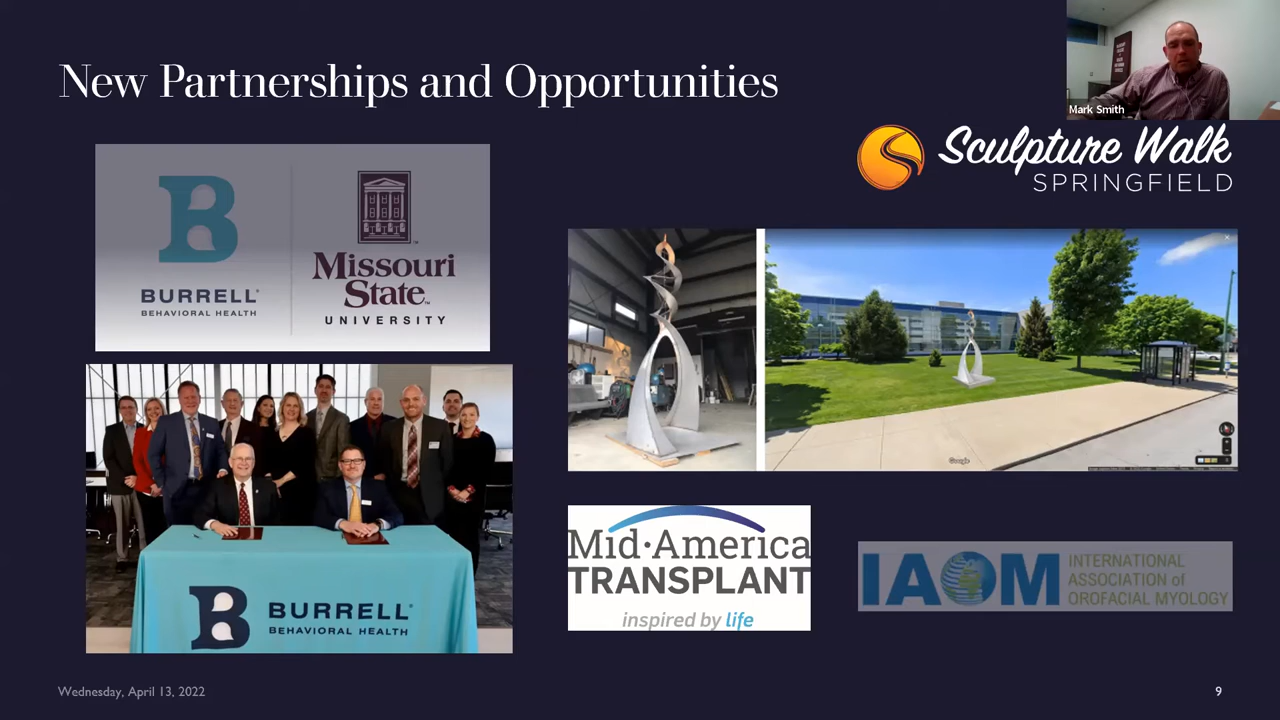 New Partnerships and Opportunities
Mark Smith
Sculpture Walk
SPRINGFIELD
B
BURRELL
BEHAVIORAL HEALTH
Missouri
State
UNIVERSITY
Google
B BURRELL
BEHAVIORAL HEALTH
Mid·America
TRANSPLANT
inspired by life
IAOM
INTERNATIONAL
ASSOCIATION of
OROFACIAL MYOLOGY
Wednesday, April 13, 2022
9